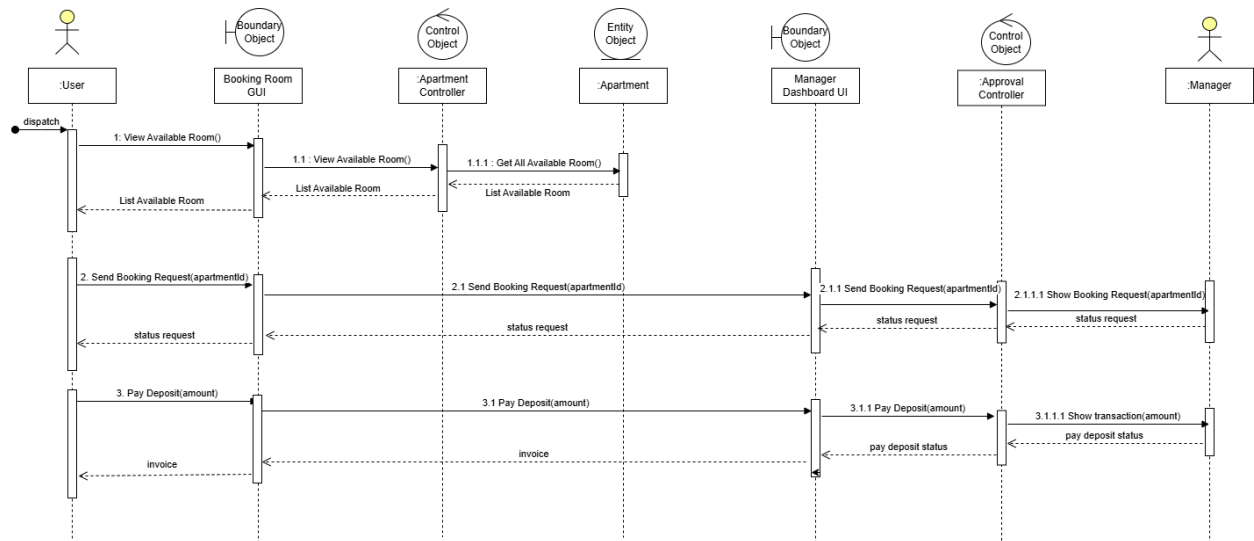 Boundary
Object
Control
Object
Entity
Object
Boundary
Object
Control
Object
:User
Booking Room
GUI
:Apartment
Controller
:Apartment
Manager
Dashboard UI
:Approval
Controller
:Manager
dispatch
1: View Available Room()
1.1 : View Available Room()
1.1.1 : Get All Available Room()
List Available Room
List Available Room
List Available Room
2. Send Booking Request(apartmentId)
2.1 Send Booking Request(apartmentId)
2.1.1 Send Booking Request(apartmentId)
2.1.1.1 Show Booking Request(apartmentId)
status request
status request
status request
status request
3. Pay Deposit(amount)
3.1 Pay Deposit(amount)
3.1.1 Pay Deposit(amount)
3.1.1.1 Show transaction(amount)
pay deposit status
pay deposit status
invoice
invoice